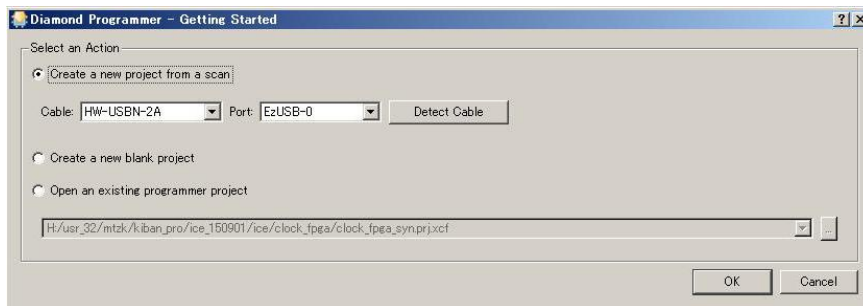 Diamond Programmer - Getting Started
Select an Action
Create a new project from a scan
Cable: HW-USBN-2A Port: EzUSB-0 Detect Cable
Create a new blank project
Open an existing programmer project
H:/usr_32/mtzk/kiban_pro/ice_150901/ice/clock_fpga/clock_fpga_syn.prj.xcf ...
OK Cancel